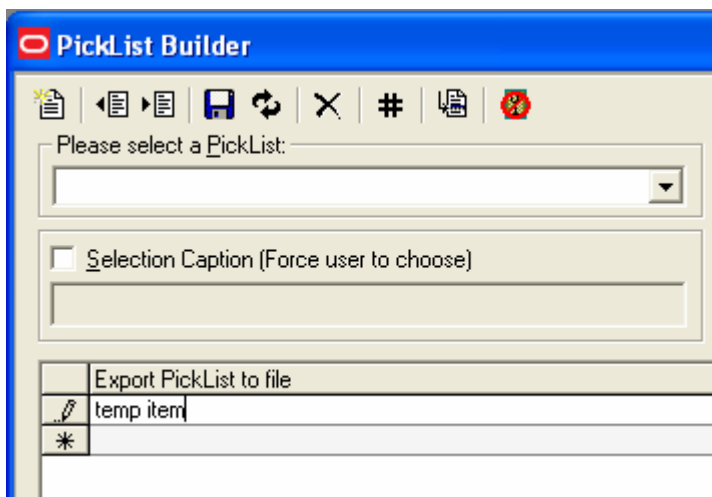 PickList Builder
Please select a PickList:
Selection Caption (Force user to choose)
Export PickList to file
temp item